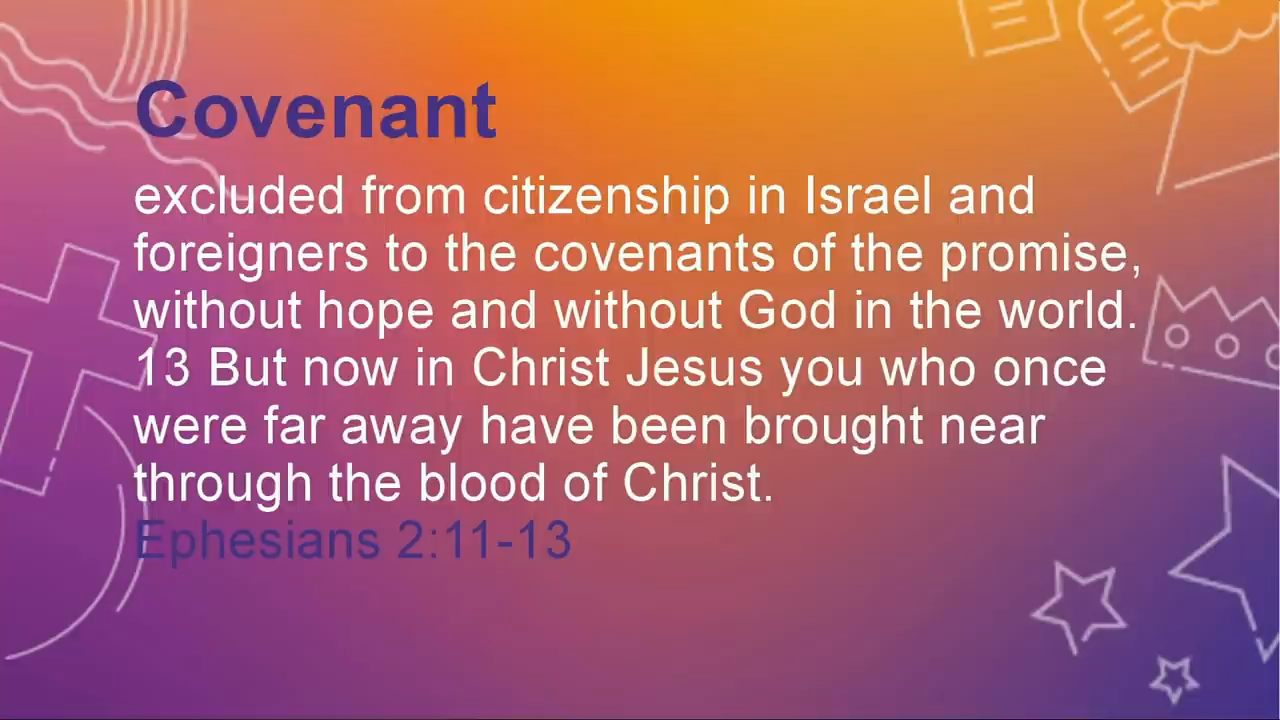 Covenant
excluded from citizenship in Israel and
foreigners to the covenants of the promise,
without hope and without God in the world.
13 But now in Christ Jesus you who once
were far away have been brought near
through the blood of Christ.
Ephesians 2:11-13